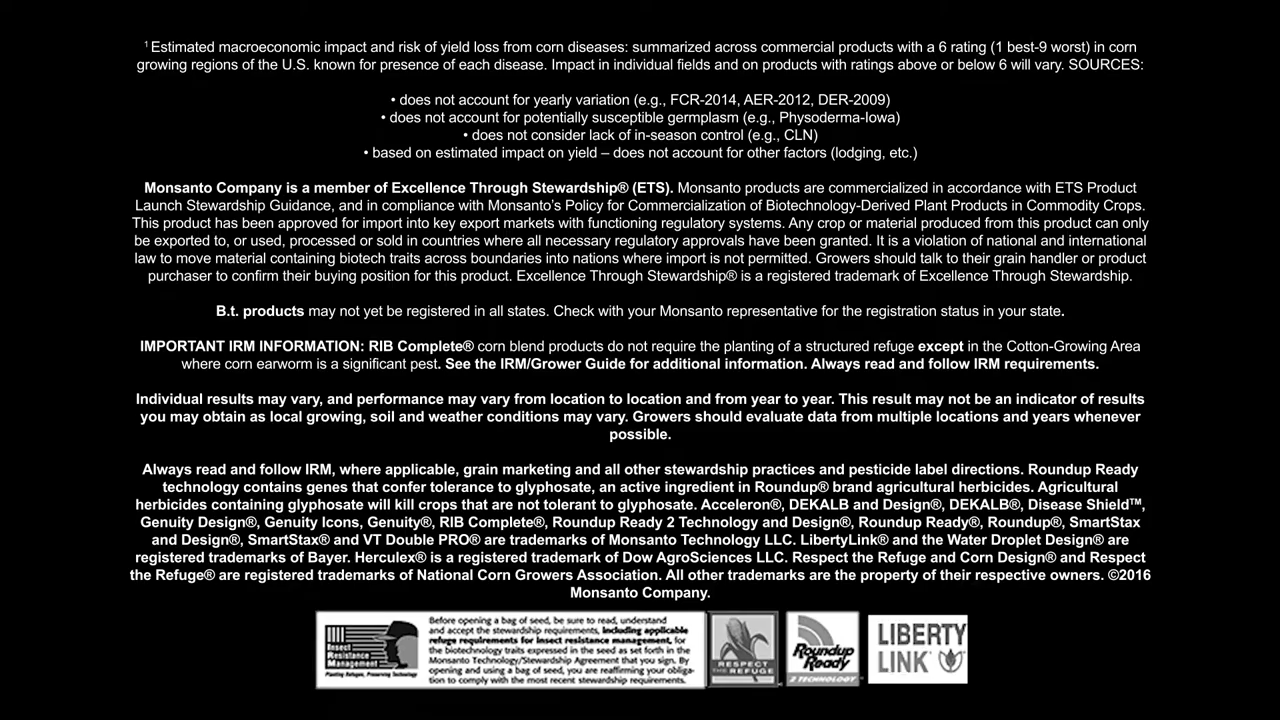 ¹ Estimated macroeconomic impact and risk of yield loss from corn diseases: summarized across commercial products with a 6 rating (1 best-9 worst) in corn
growing regions of the U.S. known for presence of each disease. Impact in individual fields and on products with ratings above or below 6 will vary. SOURCES:
• does not account for yearly variation (e.g., FCR-2014, AER-2012, DER-2009)
• does not account for potentially susceptible germplasm (e.g., Physoderma-Iowa)
• does not consider lack of in-season control (e.g., CLN)
• based on estimated impact on yield – does not account for other factors (lodging, etc.)
Monsanto Company is a member of Excellence Through Stewardship® (ETS). Monsanto products are commercialized in accordance with ETS Product
Launch Stewardship Guidance, and in compliance with Monsanto's Policy for Commercialization of Biotechnology-Derived Plant Products in Commodity Crops.
This product has been approved for import into key export markets with functioning regulatory systems. Any crop or material produced from this product can only
be exported to, or used, processed or sold in countries where all necessary regulatory approvals have been granted. It is a violation of national and international
law to move material containing biotech traits across boundaries into nations where import is not permitted. Growers should talk to their grain handler or product
purchaser to confirm their buying position for this product. Excellence Through Stewardship® is a registered trademark of Excellence Through Stewardship.
B.t. products may not yet be registered in all states. Check with your Monsanto representative for the registration status in your state.
IMPORTANT IRM INFORMATION: RIB Complete® corn blend products do not require the planting of a structured refuge except in the Cotton-Growing Area
where corn earworm is a significant pest. See the IRM/Grower Guide for additional information. Always read and follow IRM requirements.
Individual results may vary, and performance may vary from location to location and from year to year. This result may not be an indicator of results
you may obtain as local growing, soil and weather conditions may vary. Growers should evaluate data from multiple locations and years whenever
possible.
Always read and follow IRM, where applicable, grain marketing and all other stewardship practices and pesticide label directions. Roundup Ready
technology contains genes that confer tolerance to glyphosate, an active ingredient in Roundup® brand agricultural herbicides. Agricultural
herbicides containing glyphosate will kill crops that are not tolerant to glyphosate. Acceleron®, DEKALB and Design®, DEKALB®, Disease Shield™,
Genuity Design®, Genuity Icons, Genuity®, RIB Complete®, Roundup Ready 2 Technology and Design®, Roundup Ready®, Roundup®, SmartStax
and Design®, SmartStax® and VT Double PRO® are trademarks of Monsanto Technology LLC. LibertyLink® and the Water Droplet Design® are
registered trademarks of Bayer. Herculex® is a registered trademark of Dow AgroSciences LLC. Respect the Refuge and Corn Design® and Respect
the Refuge® are registered trademarks of National Corn Growers Association. All other trademarks are the property of their respective owners. ©2016
Monsanto Company.
Insect
Resistance
Management
Planting Refuges, Preserving Technology
Before opening a bag of seed, be sure to read, understand
and accept the stewardship requirements, including applicable
refuge requirements for insect resistance management, for
the biotechnology traits expressed in the seed as set forth in the
Monsanto Technology/Stewardship Agreement that you sign. By
opening and using a bag of seed, you are reaffirming your obliga-
tion to comply with the most recent stewardship requirements.
RESPECT
THE REFUGE
Roundup
Ready
2 TECHNOLOGY
LIBERTY
LINK